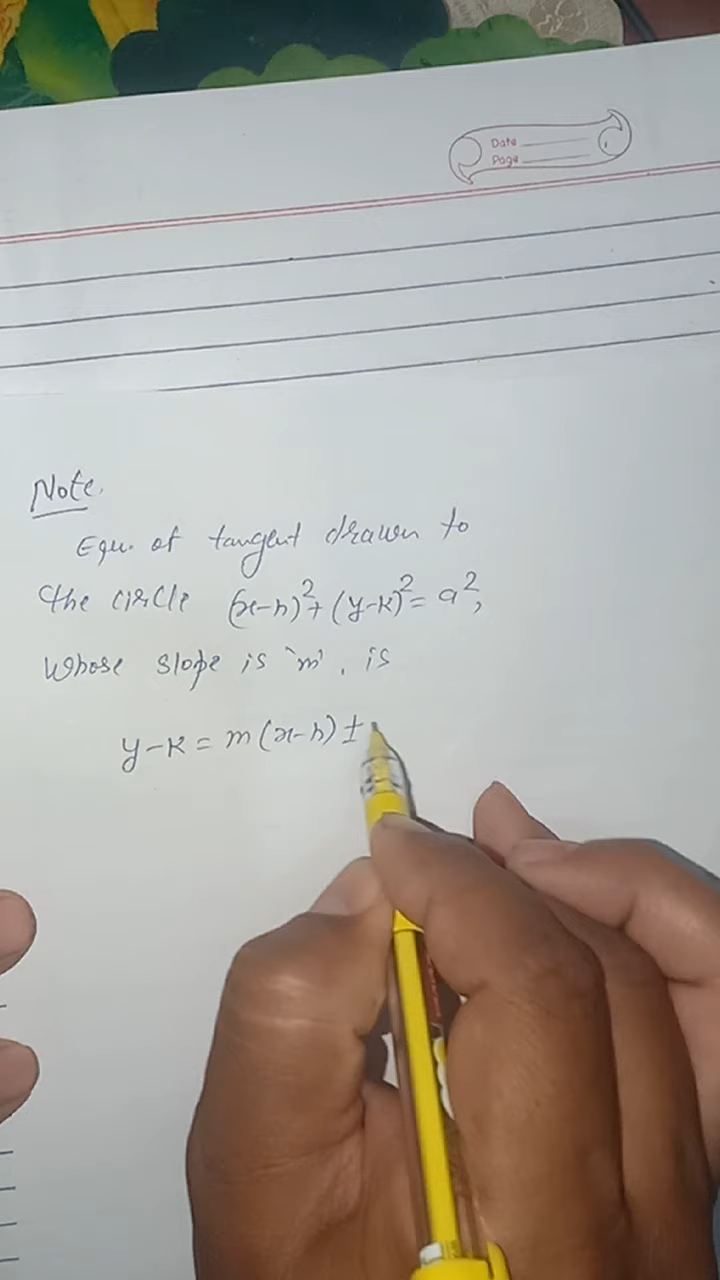 Date
Page
Note.
Equ. of tangent drawn to
the circle (x-h)²+(y-k)²= a²,
whose slope is 'm', is
y-k = m(x-h) ±